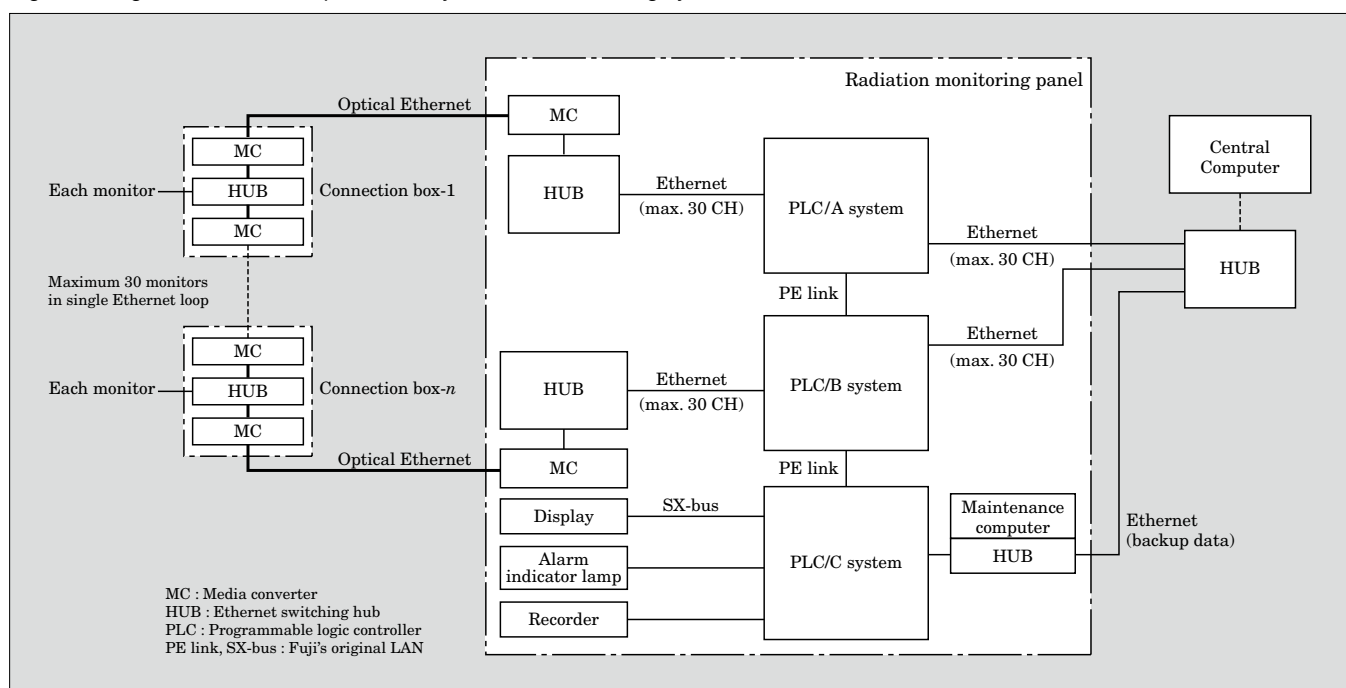 Radiation monitoring panel
Optical Ethernet
MC
MC
HUB
MC
Each monitor
Connection box-1
HUB
Ethernet
(max. 30 CH)
PLC/A system
Central
Computer
Ethernet
(max. 30 CH)
HUB
Maximum 30 monitors
in single Ethernet loop
PE link
MC
HUB
MC
Each monitor
Connection box-n
HUB
Ethernet
(max. 30 CH)
PLC/B system
Ethernet
(max. 30 CH)
Optical Ethernet
MC
PE link
Display
SX-bus
Alarm
indicator lamp
Recorder
PLC/C system
Maintenance
computer
HUB
Ethernet
(backup data)
MC : Media converter
HUB : Ethernet switching hub
PLC : Programmable logic controller
PE link, SX-bus : Fuji's original LAN